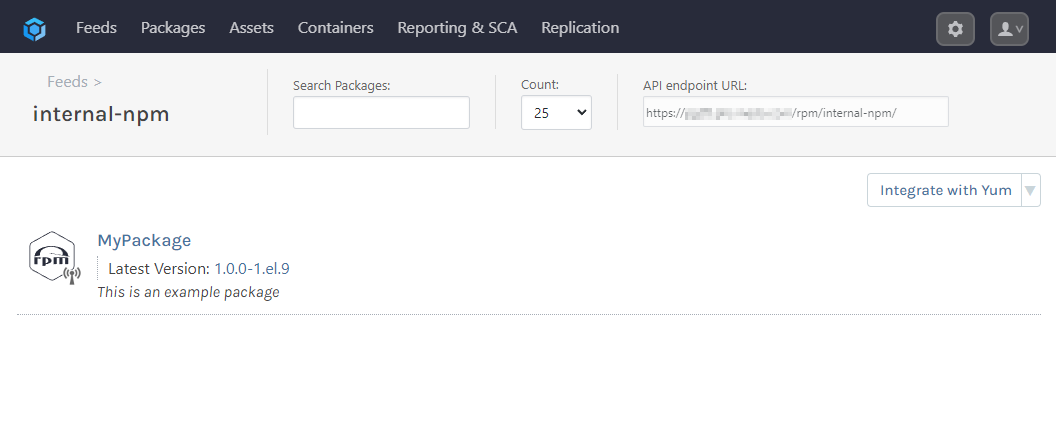 Feeds Packages Assets Containers Reporting & SCA Replication
Feeds >
internal-npm
Search Packages:
Count:
25
API endpoint URL:
https:// /rpm/internal-npm/
Integrate with Yum
rpm
MyPackage
Latest Version: 1.0.0-1.el.9
This is an example package